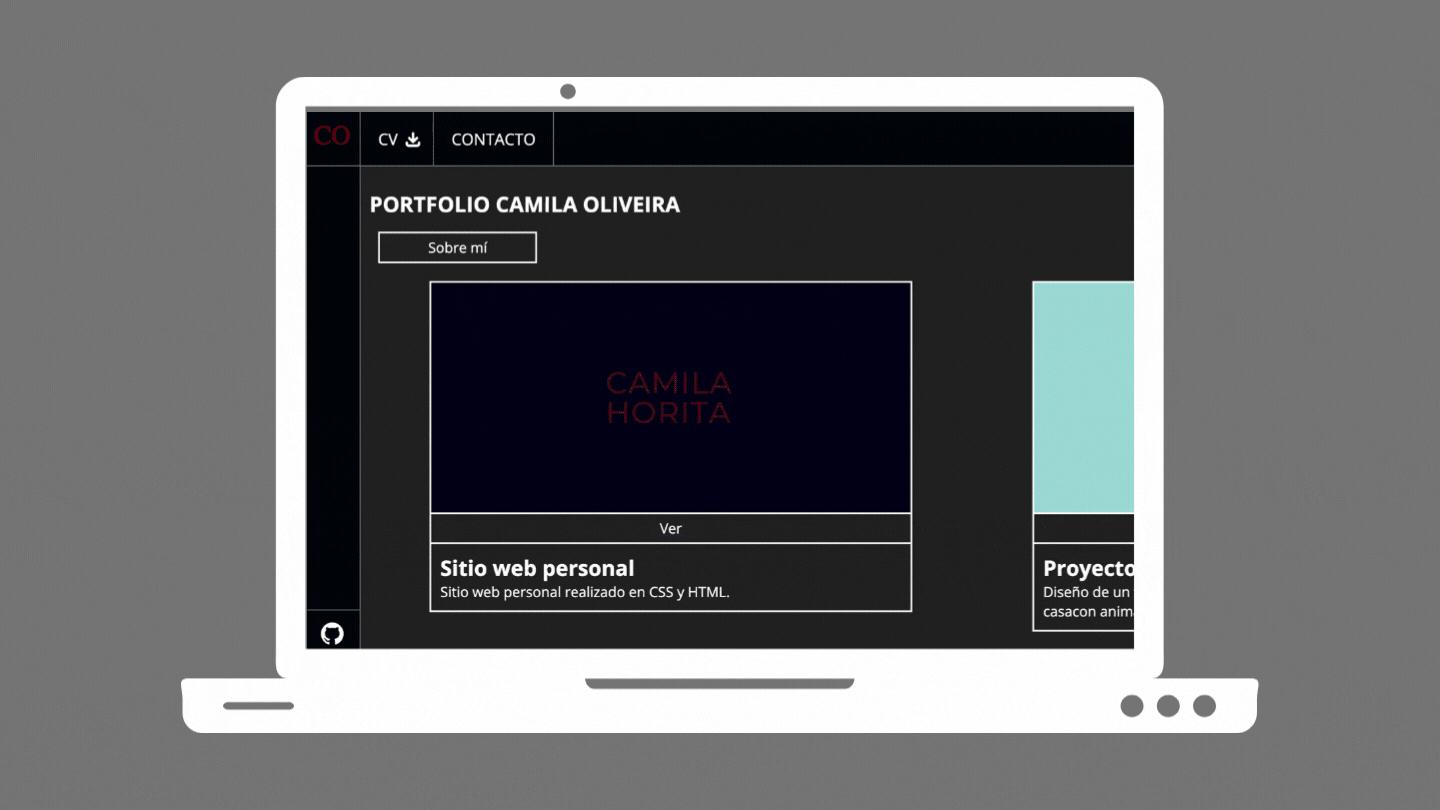 CO
CV
CONTACTO
PORTFOLIO CAMILA OLIVEIRA
Sobre mí
CAMILA
HORITA
Ver
Sitio web personal
Sitio web personal realizado en CSS y HTML.
Proyecto
Diseño de un
casacon anim